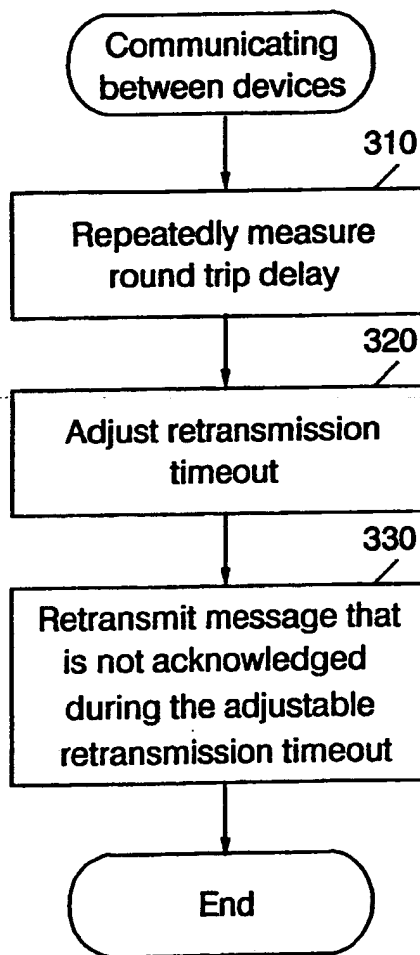 Communicating
between devices
310
Repeatedly measure
round trip delay
320
Adjust retransmission
timeout
330
Retransmit message that
is not acknowledged
during the adjustable
retransmission timeout
End